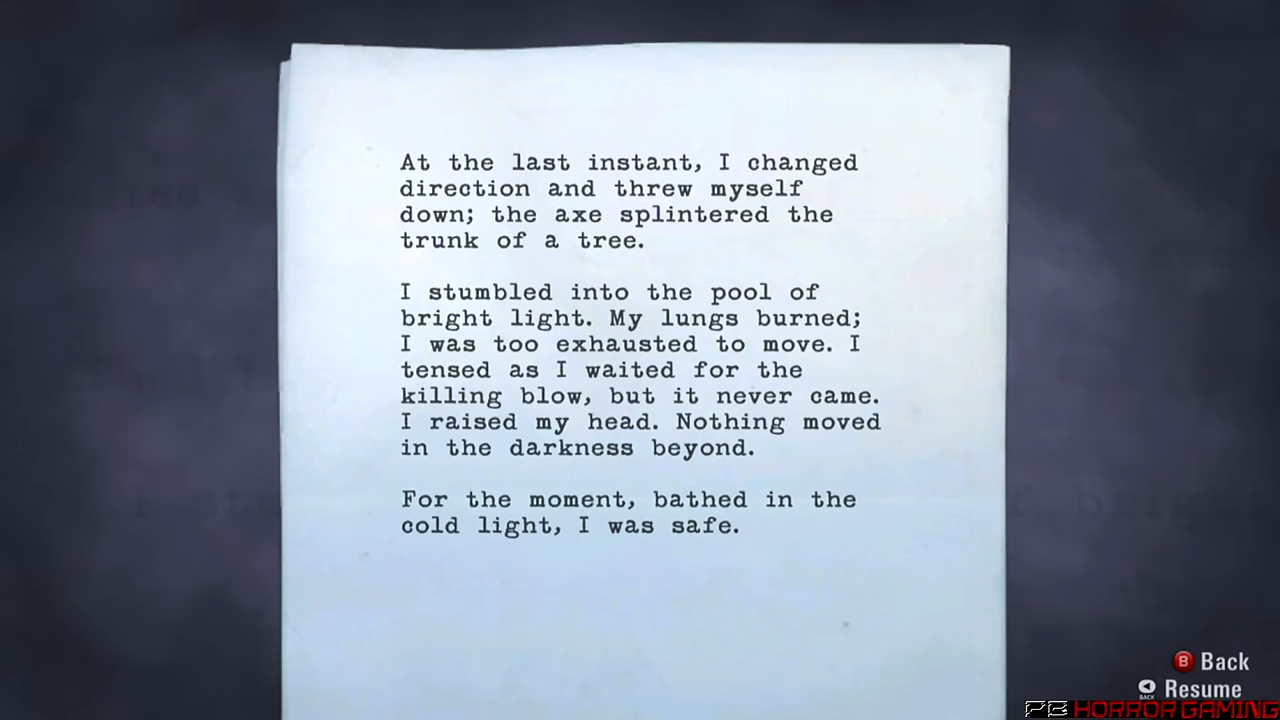 At the last instant, I changed
direction and threw myself
down; the axe splintered the
trunk of a tree.
I stumbled into the pool of
bright light. My lungs burned;
I was too exhausted to move. I
tensed as I waited for the
killing blow, but it never came.
I raised my head. Nothing moved
in the darkness beyond.
For the moment, bathed in the
cold light, I was safe.
B Back
BACK Resume
HORROR GAMING